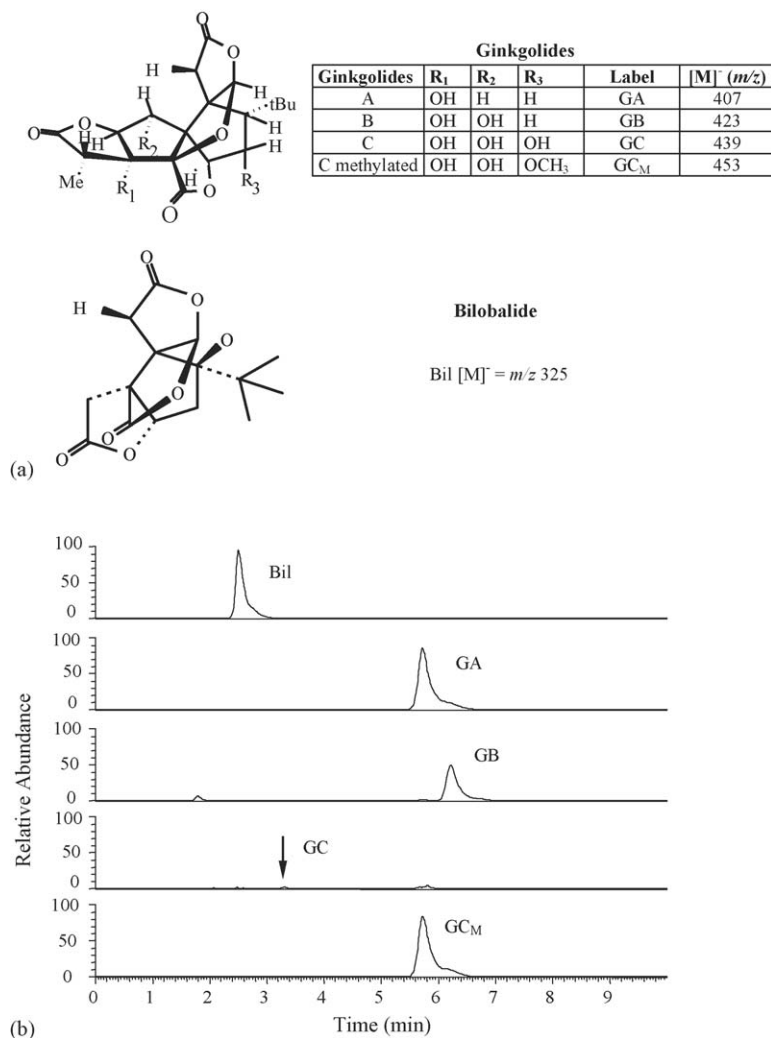 Ginkgolides
Ginkgolides R₁ R₂ R₃ Label [M]⁻ (m/z)
A OH H H GA 407
B OH OH H GB 423
C OH OH OH GC 439
C methylated OH OH OCH₃ GC_M 453
O
O
H
H
H
tBu
O
O
H
H
O
H
R₂
H
Me
R₁
H
O
R₃
O
O
H
O
O
O
O
O
O
O
Bilobalide
Bil [M]⁻ = m/z 325
(a)
100
50
0
Bil
100
50
0
GA
100
50
0
GB
100
50
0
GC
100
50
0
GC_M
Relative Abundance
0 1 2 3 4 5 6 7 8 9
Time (min)
(b)